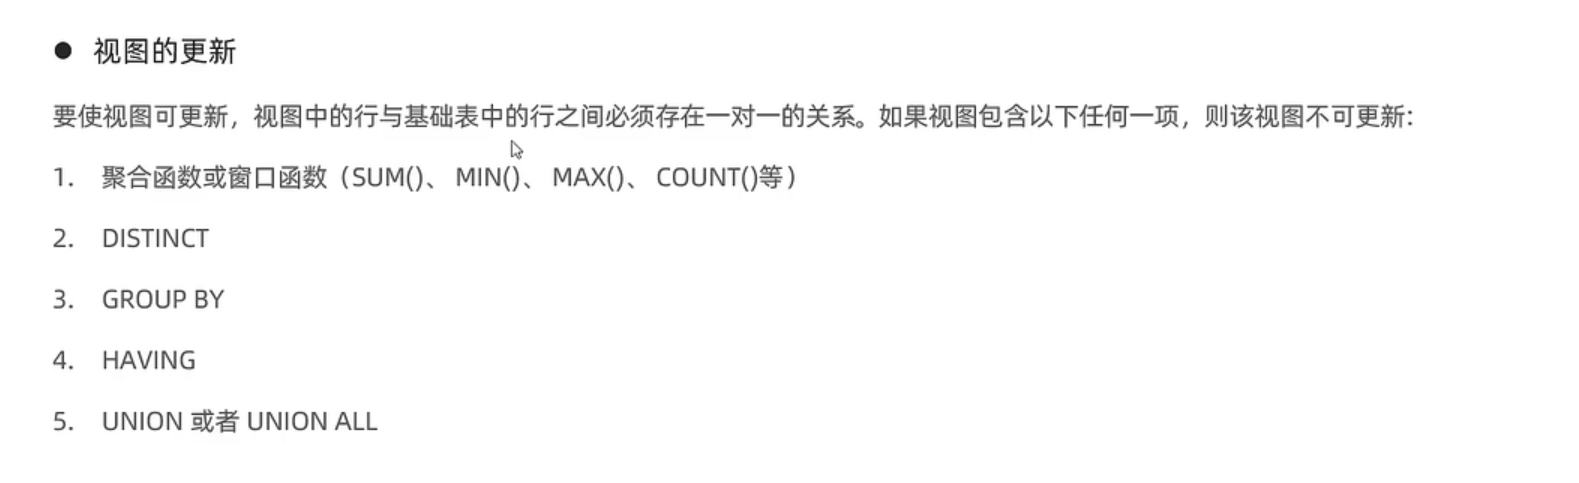 ● 视图的更新
要使视图可更新，视图中的行与基础表中的行之间必须存在一对一的关系。如果视图包含以下任何一项，则该视图不可更新:
1. 聚合函数或窗口函数（SUM()、 MIN()、 MAX()、 COUNT()等）
2. DISTINCT
3. GROUP BY
4. HAVING
5. UNION 或者 UNION ALL